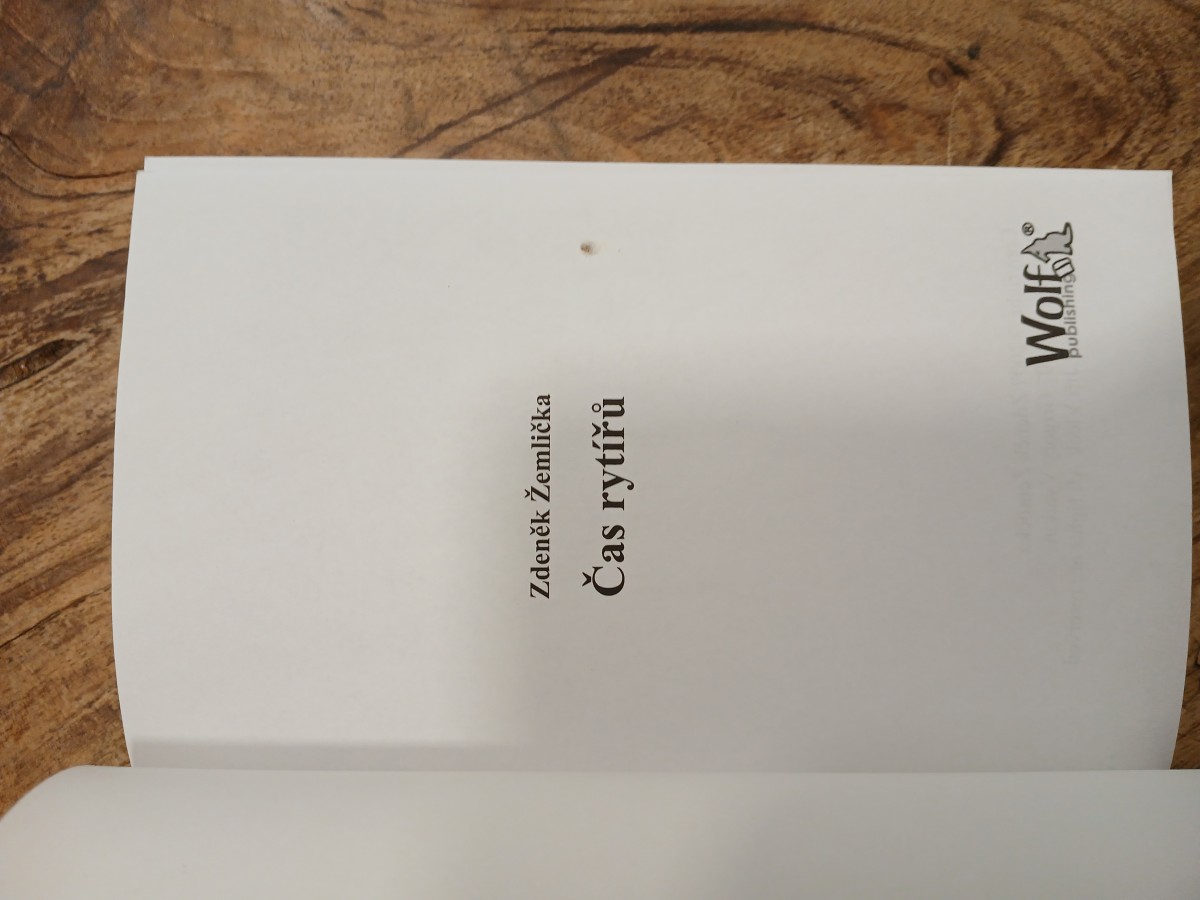 Zdeněk Žemlička
Čas rytířů
Wolf®
publishing